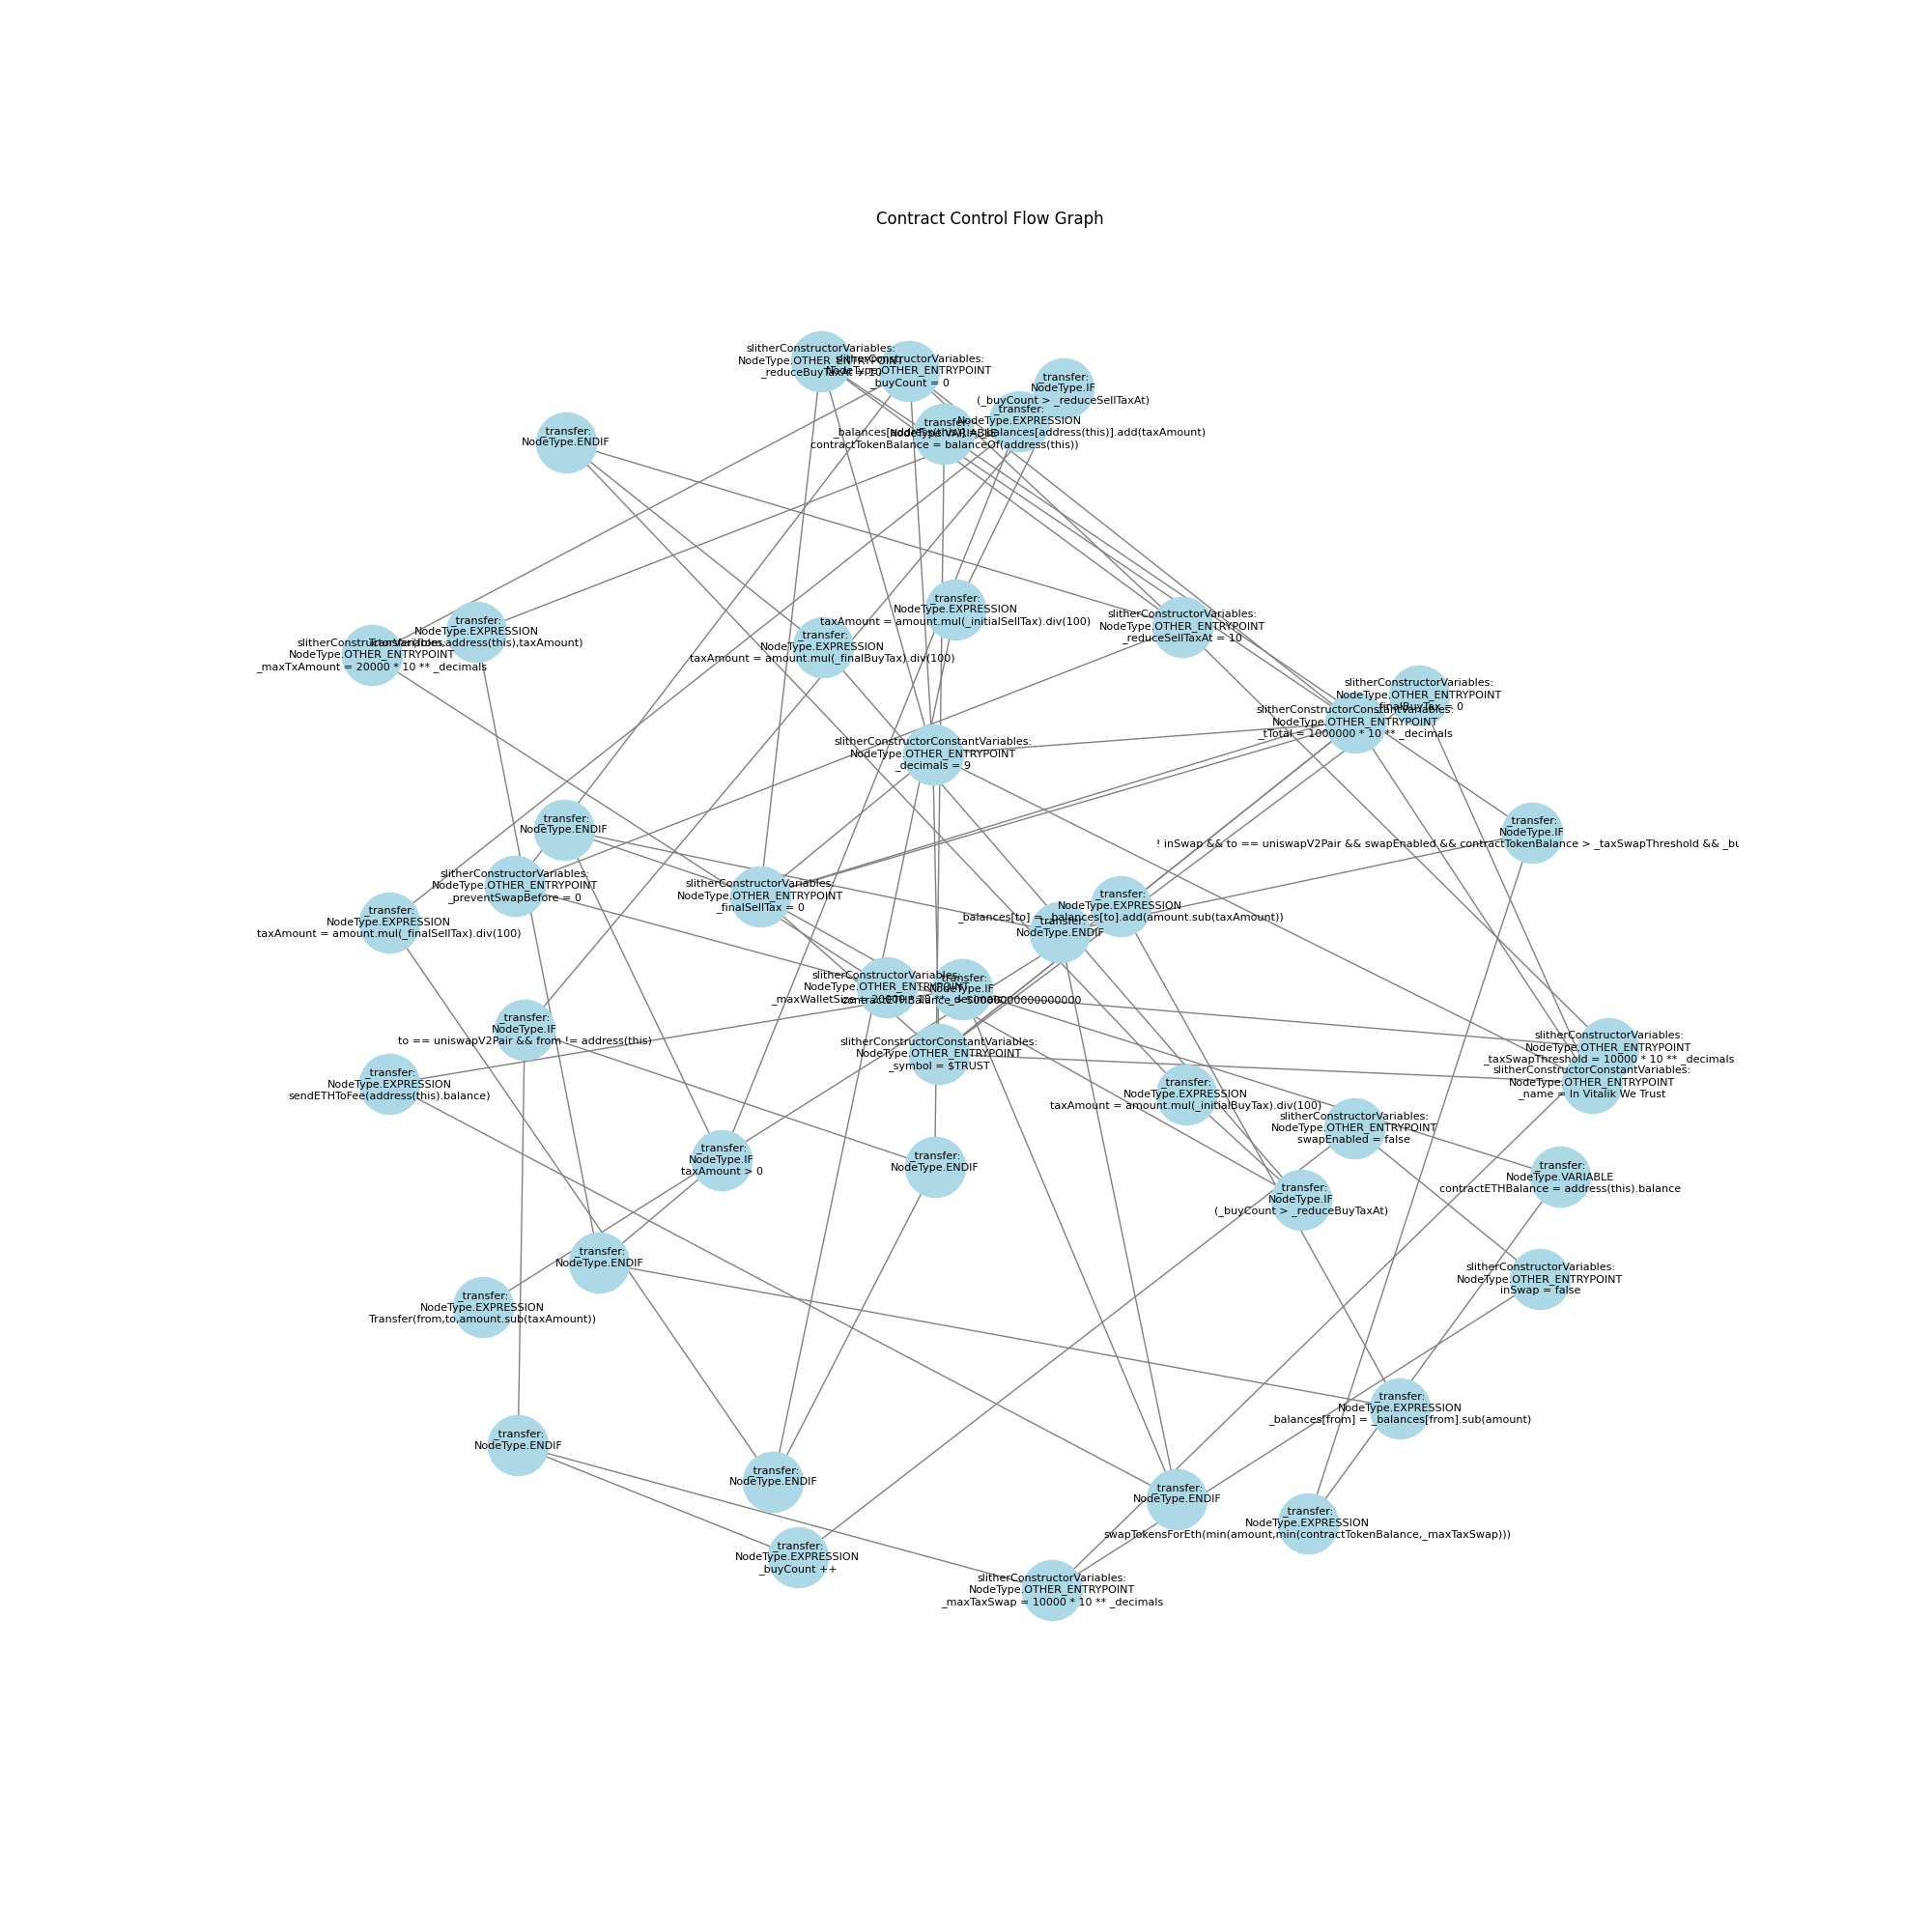 Contract Control Flow Graph
slitherConstructorVariables:
NodeType.OTHER_ENTRYPOINT
_reduceBuyTaxAt = 10
slitherConstructorVariables:
NodeType.OTHER_ENTRYPOINT
_buyCount = 0
_transfer:
NodeType.IF
(_buyCount > _reduceSellTaxAt)
_transfer:
NodeType.EXPRESSION
_balances[address(this)] = _balances[address(this)].add(taxAmount)
_transfer:
NodeType.VARIABLE
contractTokenBalance = balanceOf(address(this))
_transfer:
NodeType.ENDIF
_transfer:
NodeType.EXPRESSION
taxAmount = amount.mul(_initialSellTax).div(100)
slitherConstructorVariables:
NodeType.OTHER_ENTRYPOINT
_reduceSellTaxAt = 10
_transfer:
NodeType.EXPRESSION
Transfer(from,address(this),taxAmount)
slitherConstructorVariables:
NodeType.OTHER_ENTRYPOINT
_maxTxAmount = 20000 * 10 ** _decimals
_transfer:
NodeType.EXPRESSION
taxAmount = amount.mul(_finalBuyTax).div(100)
slitherConstructorVariables:
NodeType.OTHER_ENTRYPOINT
_finalBuyTax = 0
slitherConstructorConstantVariables:
NodeType.OTHER_ENTRYPOINT
_tTotal = 1000000 * 10 ** _decimals
slitherConstructorConstantVariables:
NodeType.OTHER_ENTRYPOINT
_decimals = 9
_transfer:
NodeType.ENDIF
_transfer:
NodeType.IF
! inSwap && to == uniswapV2Pair && swapEnabled && contractTokenBalance > _taxSwapThreshold && _bu
slitherConstructorVariables:
NodeType.OTHER_ENTRYPOINT
_preventSwapBefore = 0
slitherConstructorVariables:
NodeType.OTHER_ENTRYPOINT
_finalSellTax = 0
_transfer:
NodeType.EXPRESSION
_balances[to] = _balances[to].add(amount.sub(taxAmount))
_transfer:
NodeType.EXPRESSION
taxAmount = amount.mul(_finalSellTax).div(100)
_transfer:
NodeType.ENDIF
slitherConstructorVariables:
NodeType.OTHER_ENTRYPOINT
_maxWalletSize = 20000 * 10 ** _decimals
_transfer:
NodeType.IF
_transfer:
NodeType.IF
to == uniswapV2Pair && from != address(this)
slitherConstructorConstantVariables:
NodeType.OTHER_ENTRYPOINT
_symbol = $TRUST
slitherConstructorVariables:
NodeType.OTHER_ENTRYPOINT
_taxSwapThreshold = 10000 * 10 ** _decimals
slitherConstructorConstantVariables:
NodeType.OTHER_ENTRYPOINT
_name = In Vitalik We Trust
_transfer:
NodeType.EXPRESSION
sendETHToFee(address(this).balance)
_transfer:
NodeType.EXPRESSION
taxAmount = amount.mul(_initialBuyTax).div(100)
slitherConstructorVariables:
NodeType.OTHER_ENTRYPOINT
swapEnabled = false
_transfer:
NodeType.IF
taxAmount > 0
_transfer:
NodeType.ENDIF
_transfer:
NodeType.VARIABLE
contractETHBalance = address(this).balance
_transfer:
NodeType.IF
(_buyCount > _reduceBuyTaxAt)
_transfer:
NodeType.ENDIF
slitherConstructorVariables:
NodeType.OTHER_ENTRYPOINT
inSwap = false
_transfer:
NodeType.EXPRESSION
Transfer(from,to,amount.sub(taxAmount))
_transfer:
NodeType.EXPRESSION
_balances[from] = _balances[from].sub(amount)
_transfer:
NodeType.ENDIF
_transfer:
NodeType.ENDIF
_transfer:
NodeType.ENDIF
_transfer:
NodeType.EXPRESSION
swapTokensForEth(min(amount,min(contractTokenBalance,_maxTaxSwap)))
_transfer:
NodeType.EXPRESSION
_buyCount ++
slitherConstructorVariables:
NodeType.OTHER_ENTRYPOINT
_maxTaxSwap = 10000 * 10 ** _decimals